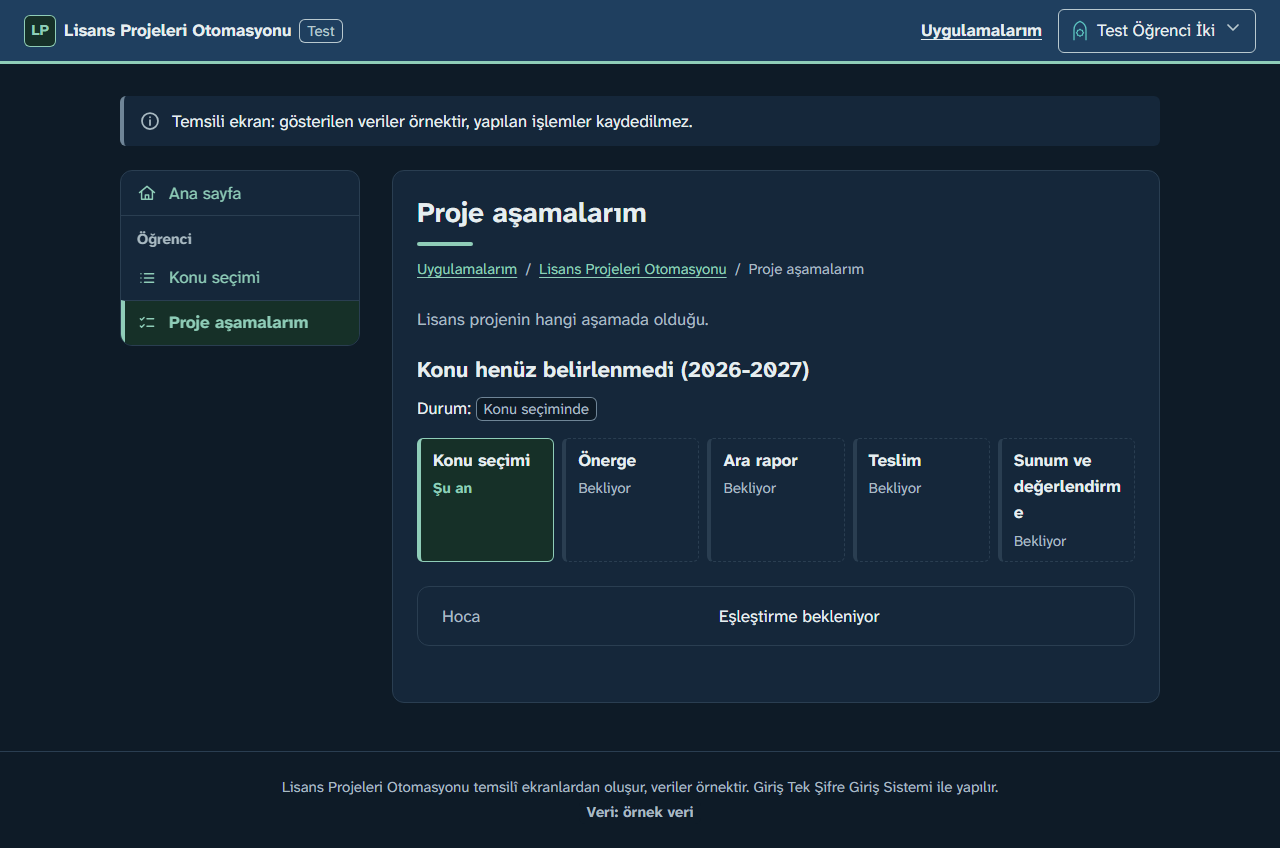 LP Lisans Projeleri Otomasyonu Test
Uygulamalarım Test Öğrenci İki
Temsili ekran: gösterilen veriler örnektir, yapılan işlemler kaydedilmez.
Ana sayfa
Öğrenci
Konu seçimi
Proje aşamalarım
Proje aşamalarım
Uygulamalarım / Lisans Projeleri Otomasyonu / Proje aşamalarım
Lisans projenin hangi aşamada olduğu.
Konu henüz belirlenmedi (2026-2027)
Durum: Konu seçiminde
Konu seçimi
Şu an
Önerge
Bekliyor
Ara rapor
Bekliyor
Teslim
Bekliyor
Sunum ve
değerlendirm
e
Bekliyor
Hoca Eşleştirme bekleniyor
Lisans Projeleri Otomasyonu temsilî ekranlardan oluşur, veriler örnektir. Giriş Tek Şifre Giriş Sistemi ile yapılır.
Veri: örnek veri